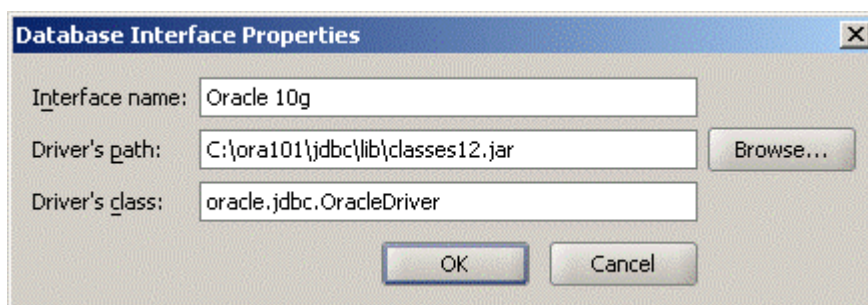 Database Interface Properties
Interface name: Oracle 10g
Driver's path: C:\ora101\jdbc\lib\classes12.jar Browse...
Driver's class: oracle.jdbc.OracleDriver
OK Cancel